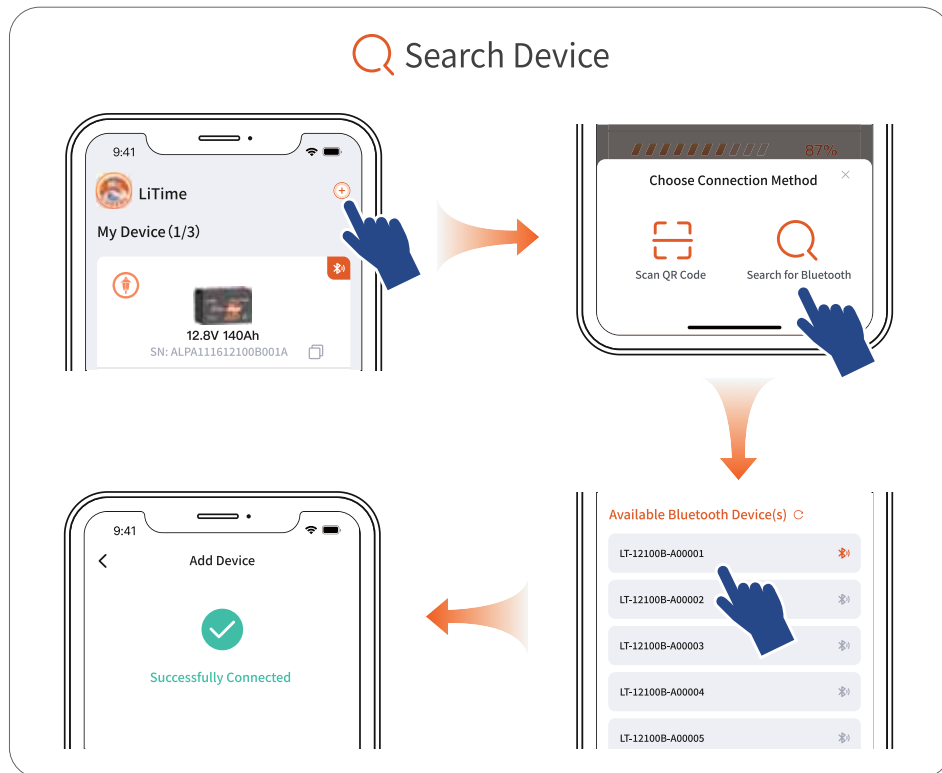 Search Device
9:41
LiTime
My Device (1/3)
12.8V 140Ah
SN: ALPA111612100B001A
87%
Choose Connection Method
Scan QR Code
Search for Bluetooth
Available Bluetooth Device(s)
LT-12100B-A00001
LT-12100B-A00002
LT-12100B-A00003
LT-12100B-A00004
LT-12100B-A00005
9:41
Add Device
Successfully Connected